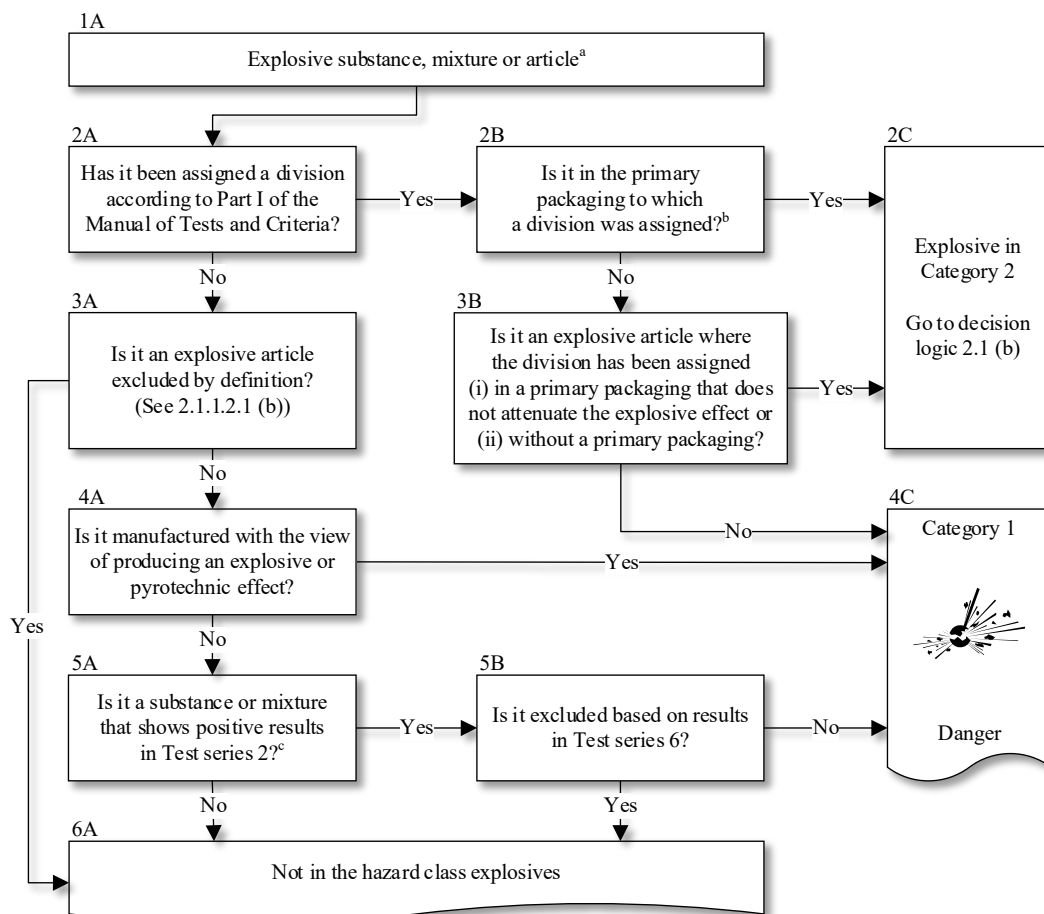 1A
Explosive substance, mixture or articleᵃ
2A
Has it been assigned a division
according to Part I of the
Manual of Tests and Criteria?
Yes
2B
Is it in the primary
packaging to which
a division was assigned?ᵇ
Yes
2C
Explosive in
Category 2
Go to decision
logic 2.1 (b)
No
No
3A
Is it an explosive article
excluded by definition?
(See 2.1.1.2.1 (b))
3B
Is it an explosive article where
the division has been assigned
(i) in a primary packaging that does
not attenuate the explosive effect or
(ii) without a primary packaging?
Yes
No
4A
Is it manufactured with the view
of producing an explosive or
pyrotechnic effect?
No
Yes
4C
Category 1
Danger
Yes
No
5A
Is it a substance or mixture
that shows positive results
in Test series 2?ᶜ
Yes
5B
Is it excluded based on results
in Test series 6?
No
No
Yes
6A
Not in the hazard class explosives